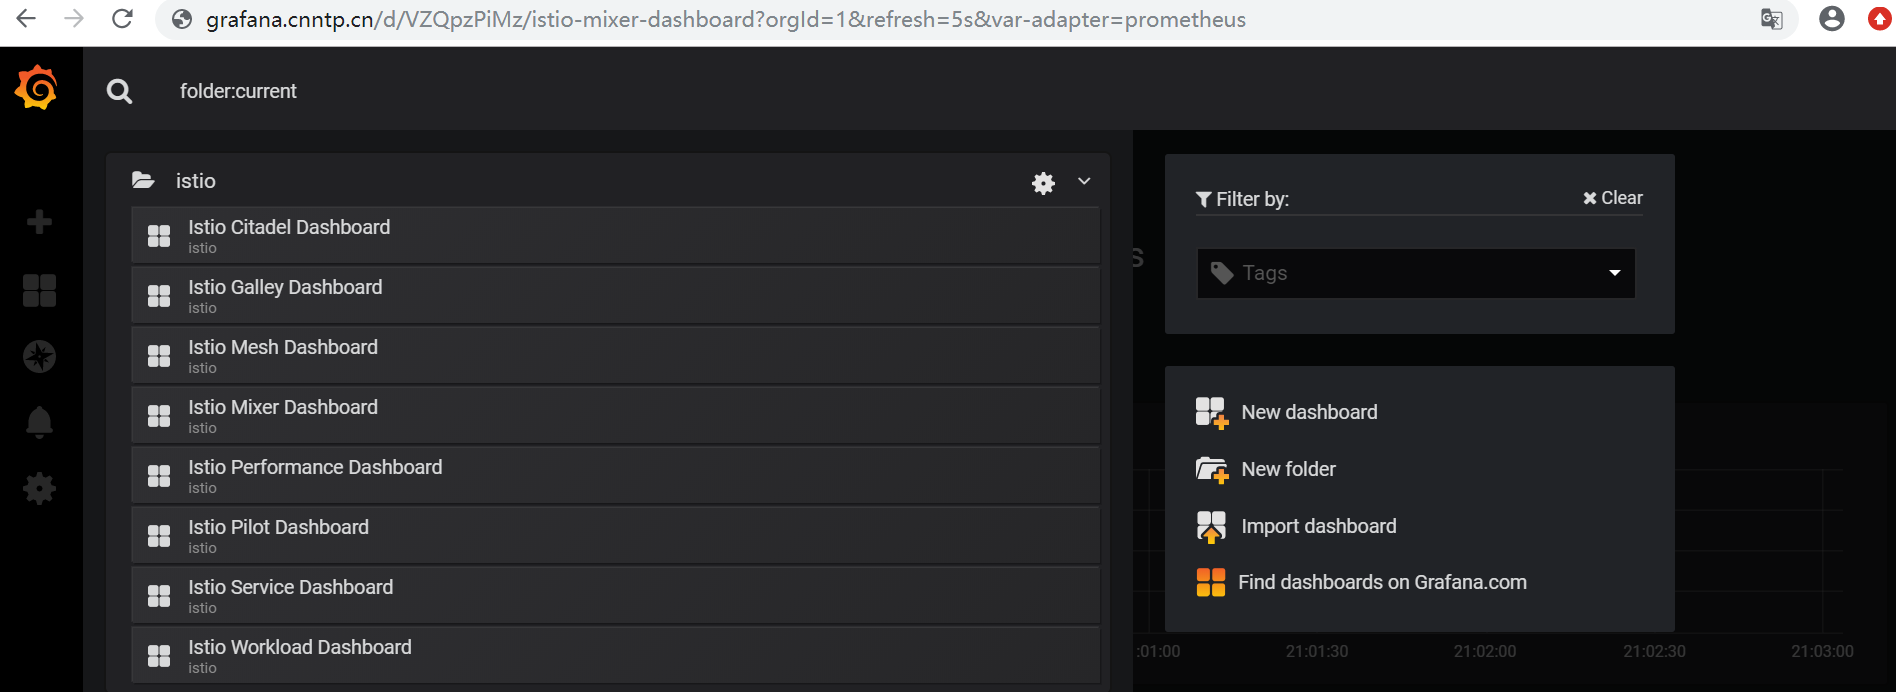 grafana.cnntp.cn/d/VZQpzPiMz/istio-mixer-dashboard?orgId=1&refresh=5s&var-adapter=prometheus
folder:current
istio
Istio Citadel Dashboard
istio
Istio Galley Dashboard
istio
Istio Mesh Dashboard
istio
Istio Mixer Dashboard
istio
Istio Performance Dashboard
istio
Istio Pilot Dashboard
istio
Istio Service Dashboard
istio
Istio Workload Dashboard
istio
s
Filter by:
Clear
Tags
New dashboard
New folder
Import dashboard
Find dashboards on Grafana.com
:01:00 21:01:30 21:02:00 21:02:30 21:03:00